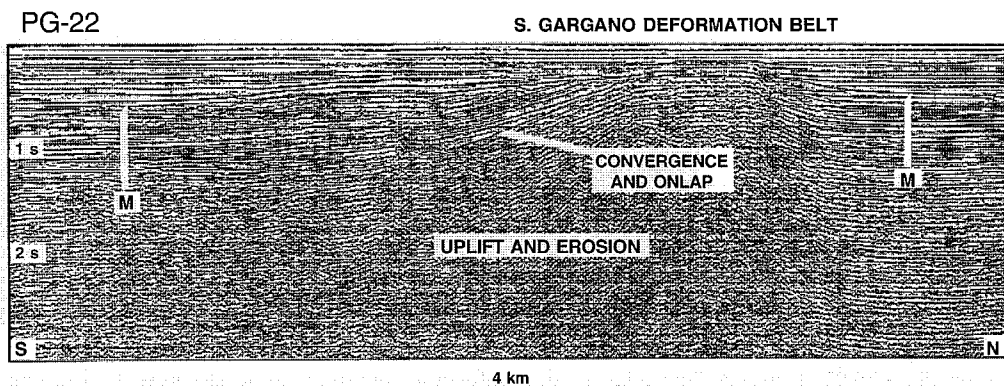 PG-22
S. GARGANO DEFORMATION BELT
1 s
CONVERGENCE
AND ONLAP
M
M
UPLIFT AND EROSION
2 s
S
N
4 km